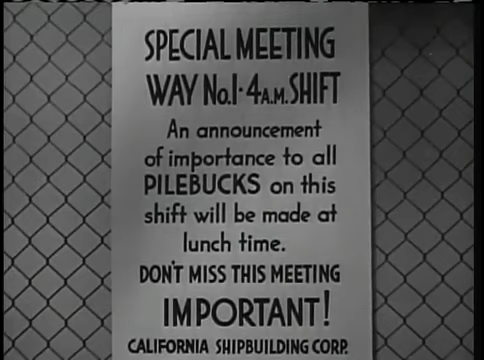 SPECIAL MEETING
WAY No.1·4A.M. SHIFT
An announcement
of importance to all
PILEBUCKS on this
shift will be made at
lunch time.
DON'T MISS THIS MEETING
IMPORTANT!
CALIFORNIA SHIPBUILDING CORP.